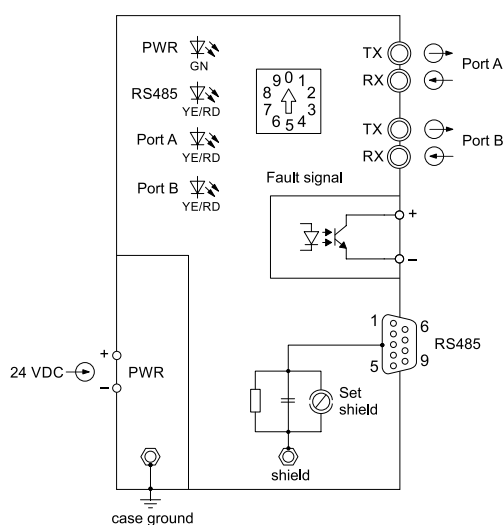 PWR
GN
RS485
YE/RD
Port A
YE/RD
Port B
YE/RD
9 0 1
8 2
7 3
6 5 4
TX
RX
Port A
TX
RX
Port B
Fault signal
+
–
1
6
5
9
RS485
24 VDC
+
–
PWR
Set
shield
shield
case ground